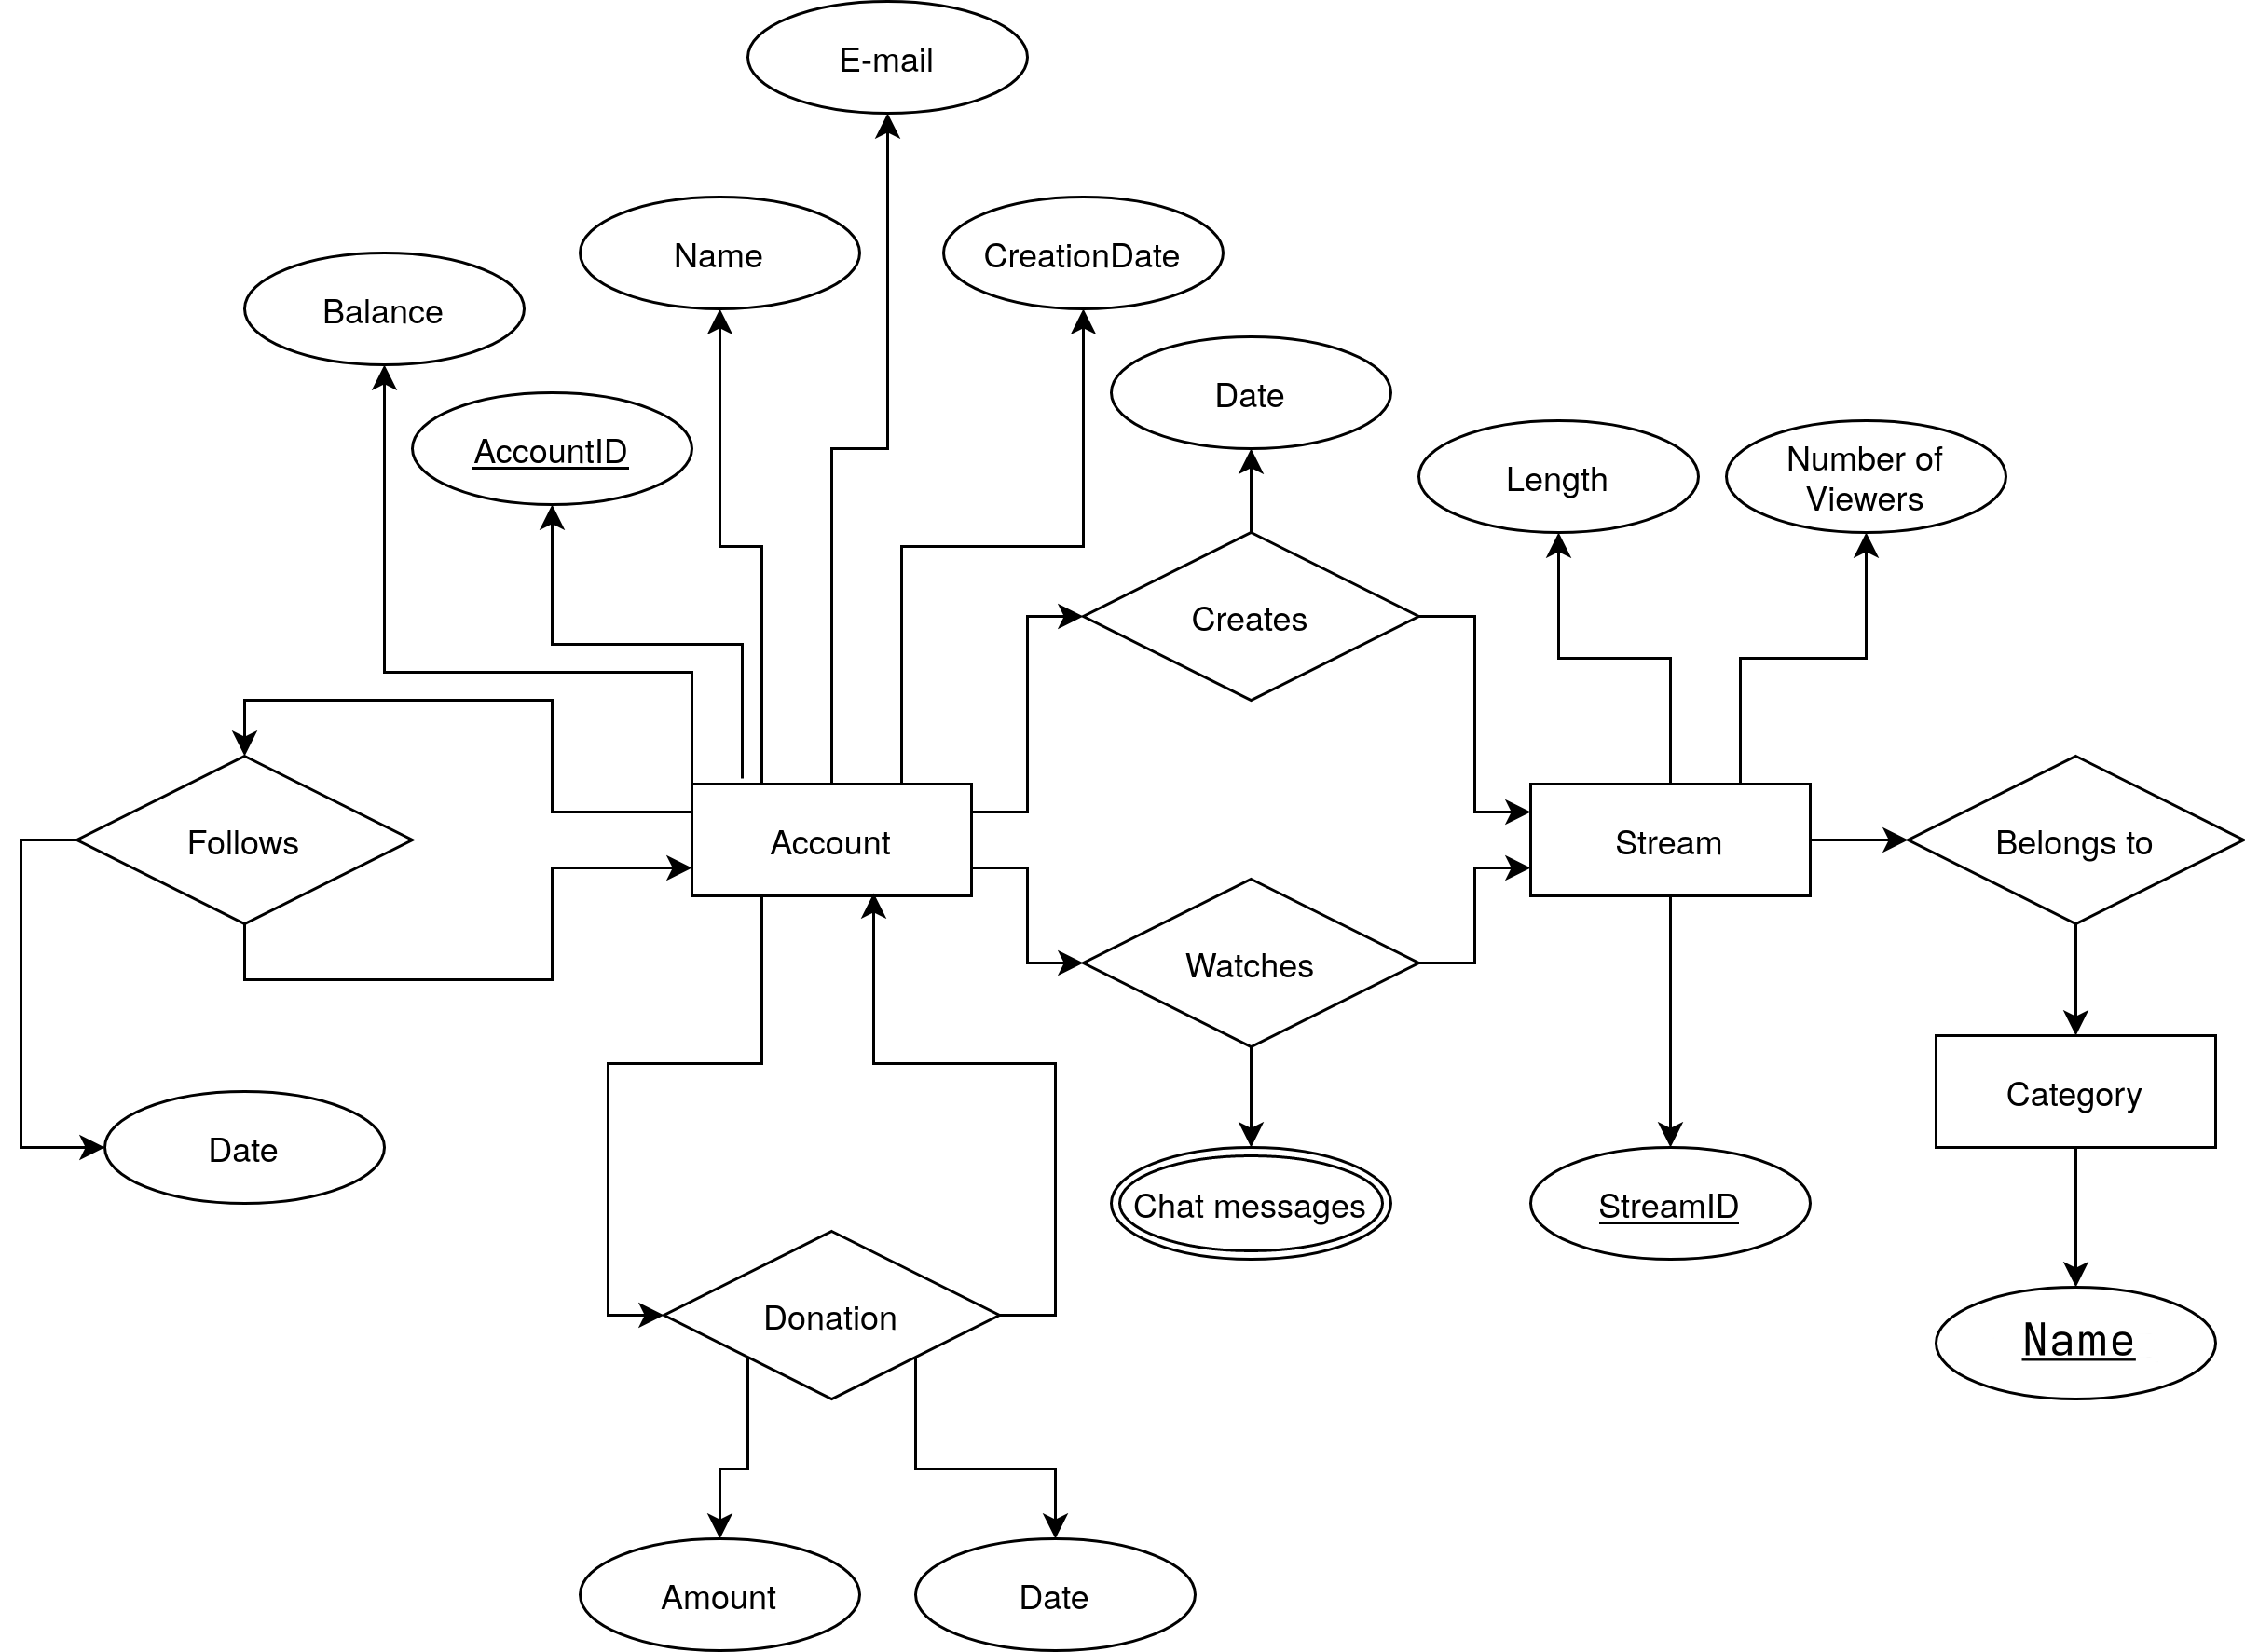 E-mail
Name
CreationDate
Balance
Date
AccountID
Length
Number of
Viewers
Creates
Follows
Account
Stream
Belongs to
Watches
Category
Date
Chat messages
StreamID
Donation
Name
Amount
Date